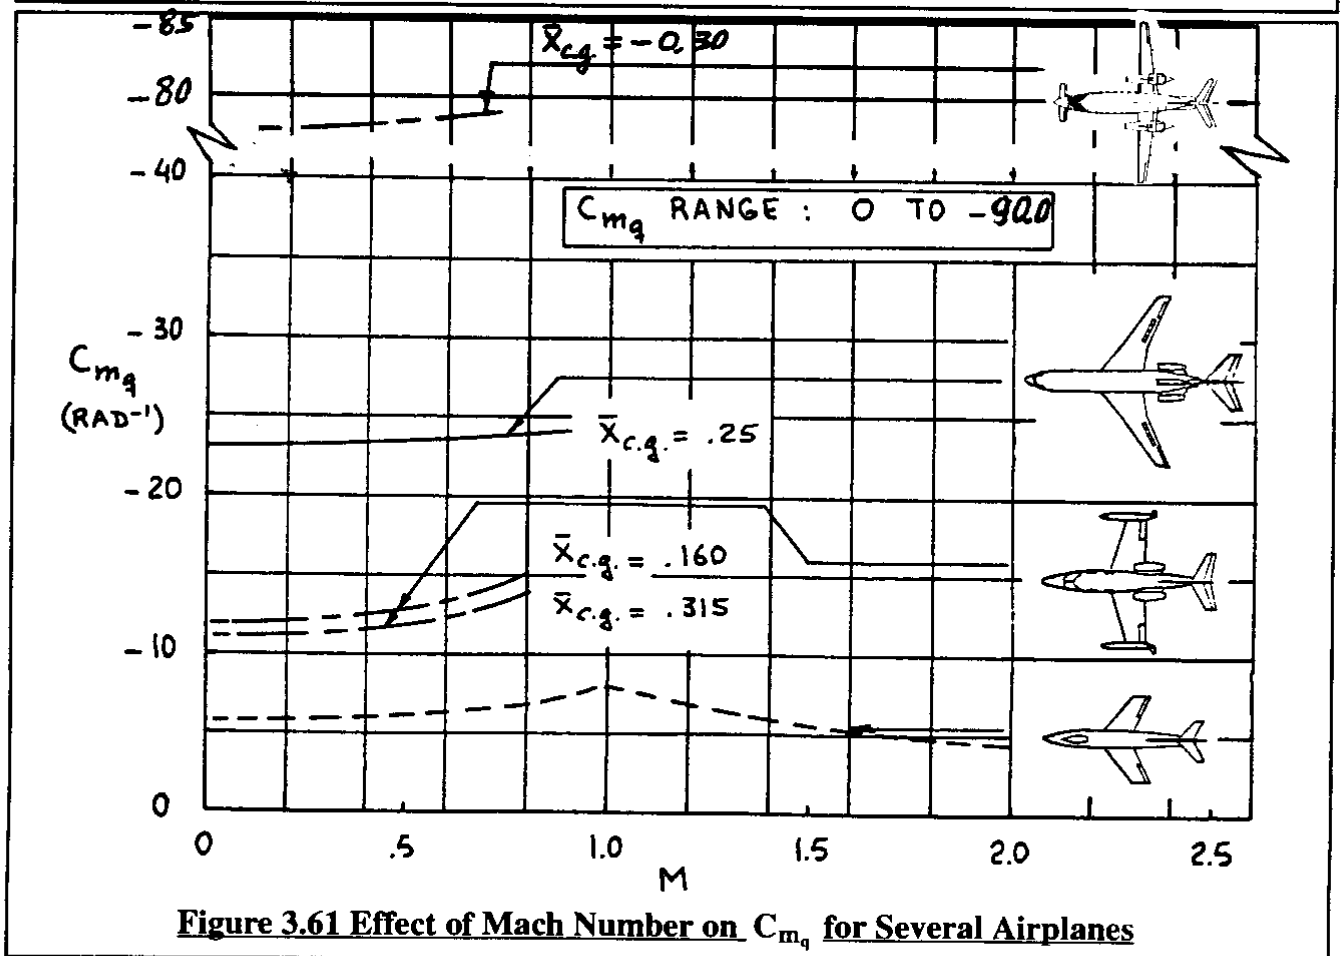 -85
x̄c.g. = -0.30
-80
-40
Cmq RANGE : 0 TO -90.0
-30
Cmq
(RAD⁻¹)
x̄c.g. = .25
-20
x̄c.g. = .160
x̄c.g. = .315
-10
0
0 .5 1.0 1.5 2.0 2.5
M
Figure 3.61 Effect of Mach Number on Cmq for Several Airplanes